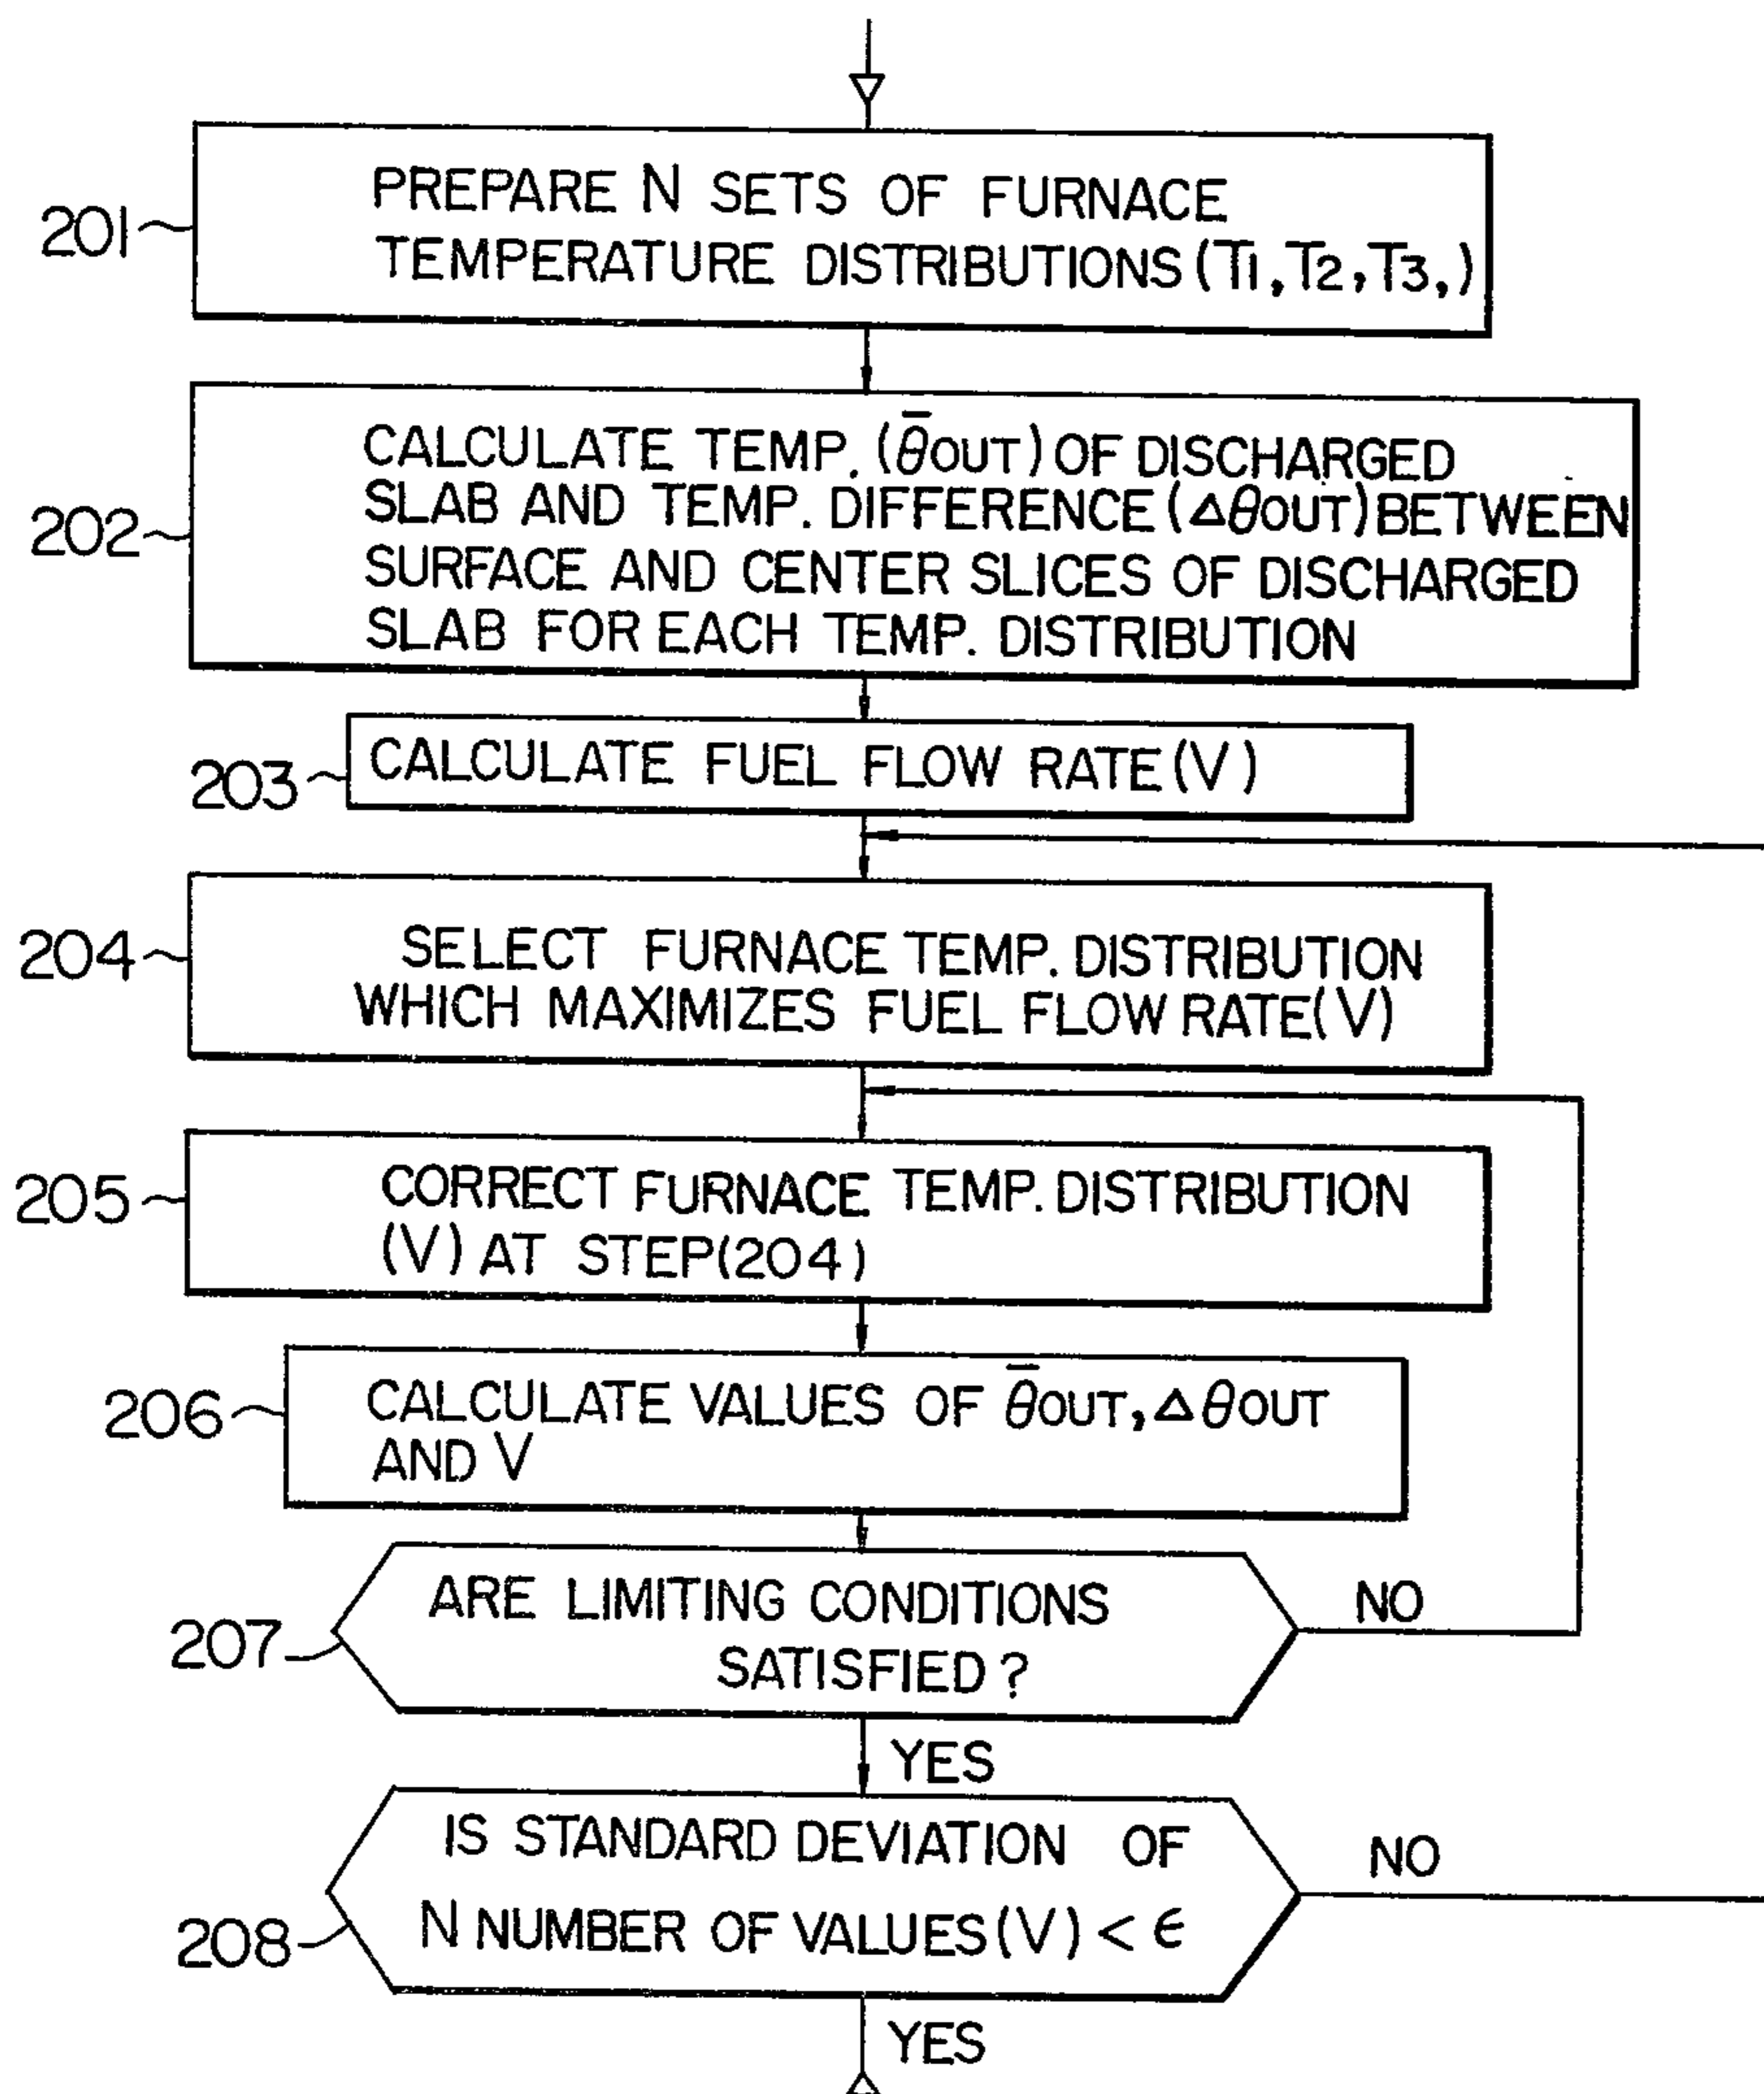 PREPARE N SETS OF FURNACE
201
TEMPERATURE DISTRIBUTIONS (T1, T2, T3,)
CALCULATE TEMP. (θ̄OUT) OF DISCHARGED
SLAB AND TEMP. DIFFERENCE (ΔθOUT) BETWEEN
202
SURFACE AND CENTER SLICES OF DISCHARGED
SLAB FOR EACH TEMP. DISTRIBUTION
203
CALCULATE FUEL FLOW RATE (V)
204
SELECT FURNACE TEMP. DISTRIBUTION
WHICH MAXIMIZES FUEL FLOW RATE (V)
205
CORRECT FURNACE TEMP. DISTRIBUTION
(V) AT STEP (204)
206
CALCULATE VALUES OF θ̄OUT, ΔθOUT
AND V
ARE LIMITING CONDITIONS
SATISFIED ?
NO
207
YES
IS STANDARD DEVIATION OF
N NUMBER OF VALUES (V) < ϵ
NO
208
YES